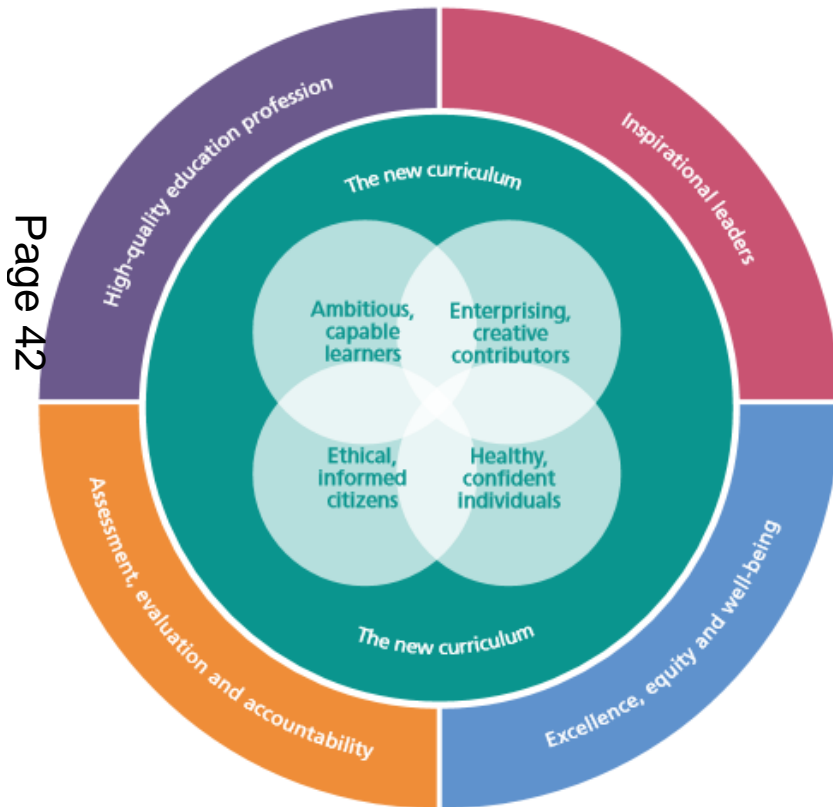 High-quality education profession
Inspirational leaders
Page 42
The new curriculum
Ambitious,
capable
learners
Enterprising,
creative
contributors
Ethical,
informed
citizens
Healthy,
confident
individuals
The new curriculum
Assessment, evaluation and accountability
Excellence, equity and well-being